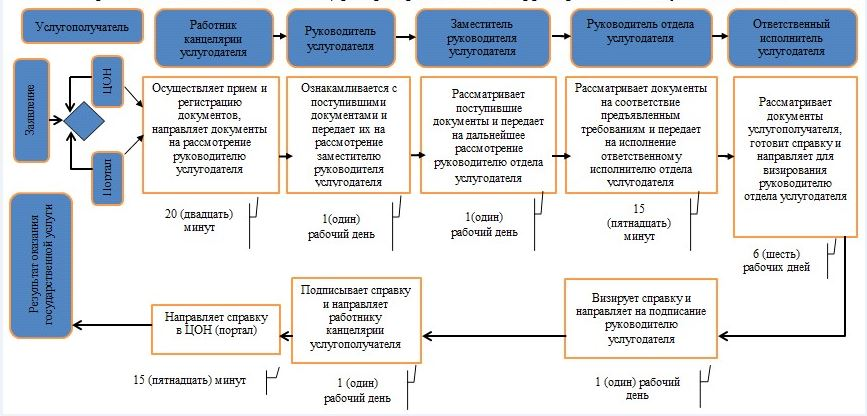 Услугополучатель
Работник
канцелярии
услугодателя
Руководитель
услугодателя
Заместитель
руководителя
услугодателя
Руководитель отдела
услугодателя
Ответственный
исполнитель
услугодателя
Заявление
ЦОН
Портал
Осуществляет прием и
регистрацию
документов,
направляет документы
на рассмотрение
руководителю
услугодателя
Ознакамливается с
поступившими
документами и
передает их на
рассмотрение
заместителю
руководителя
услугодателя
Рассматривает
поступившие
документы и передает
на дальнейшее
рассмотрение
руководителю отдела
услугодателя
Рассматривает документы
на соответствие
предъявленным
требованиям и передает
на исполнение
ответственному
исполнителю отдела
услугодателя
Рассматривает
документы
услугополучателя,
готовит справку и
направляет для
визирования
руководителю
отдела услугодателя
20 (двадцать)
минут
1(один)
рабочий день
1(один)
рабочий день
15
(пятнадцать)
минут
6 (шесть)
рабочих дней
Результат оказания
государственной услуги
Направляет справку
в ЦОН (портал)
Подписывает справку
и направляет
работнику
канцелярии
услугополучателя
Визирует справку и
направляет на подписание
руководителю
услугодателя
15 (пятнадцать) минут
1 (один)
рабочий день
1 (один) рабочий
день